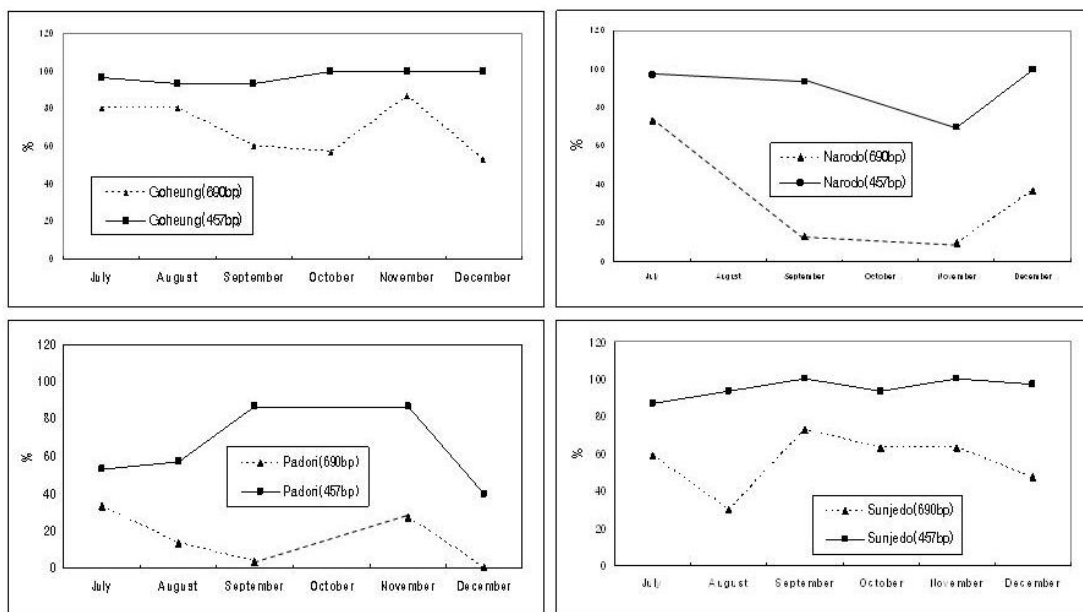 120
100
80
60
40
20
0
%
Goheung(690bp)
Goheung(457bp)
July August September October November December
120
100
80
60
40
20
0
%
Narodo(690bp)
Narodo(457bp)
July August September October November December
120
100
80
60
40
20
0
%
Padori(690bp)
Padori(457bp)
July August September October November December
120
100
80
60
40
20
0
%
Sunjedo(690bp)
Sunjedo(457bp)
July August September October November December